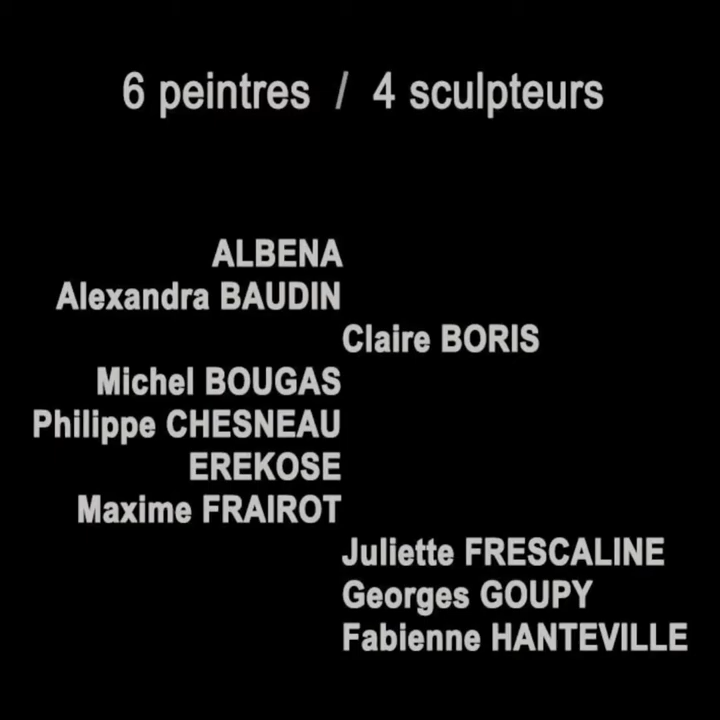 6 peintres / 4 sculpteurs
ALBENA
Alexandra BAUDIN
Claire BORIS
Michel BOUGAS
Philippe CHESNEAU
EREKOSE
Maxime FRAIROT
Juliette FRESCALINE
Georges GOUPY
Fabienne HANTEVILLE